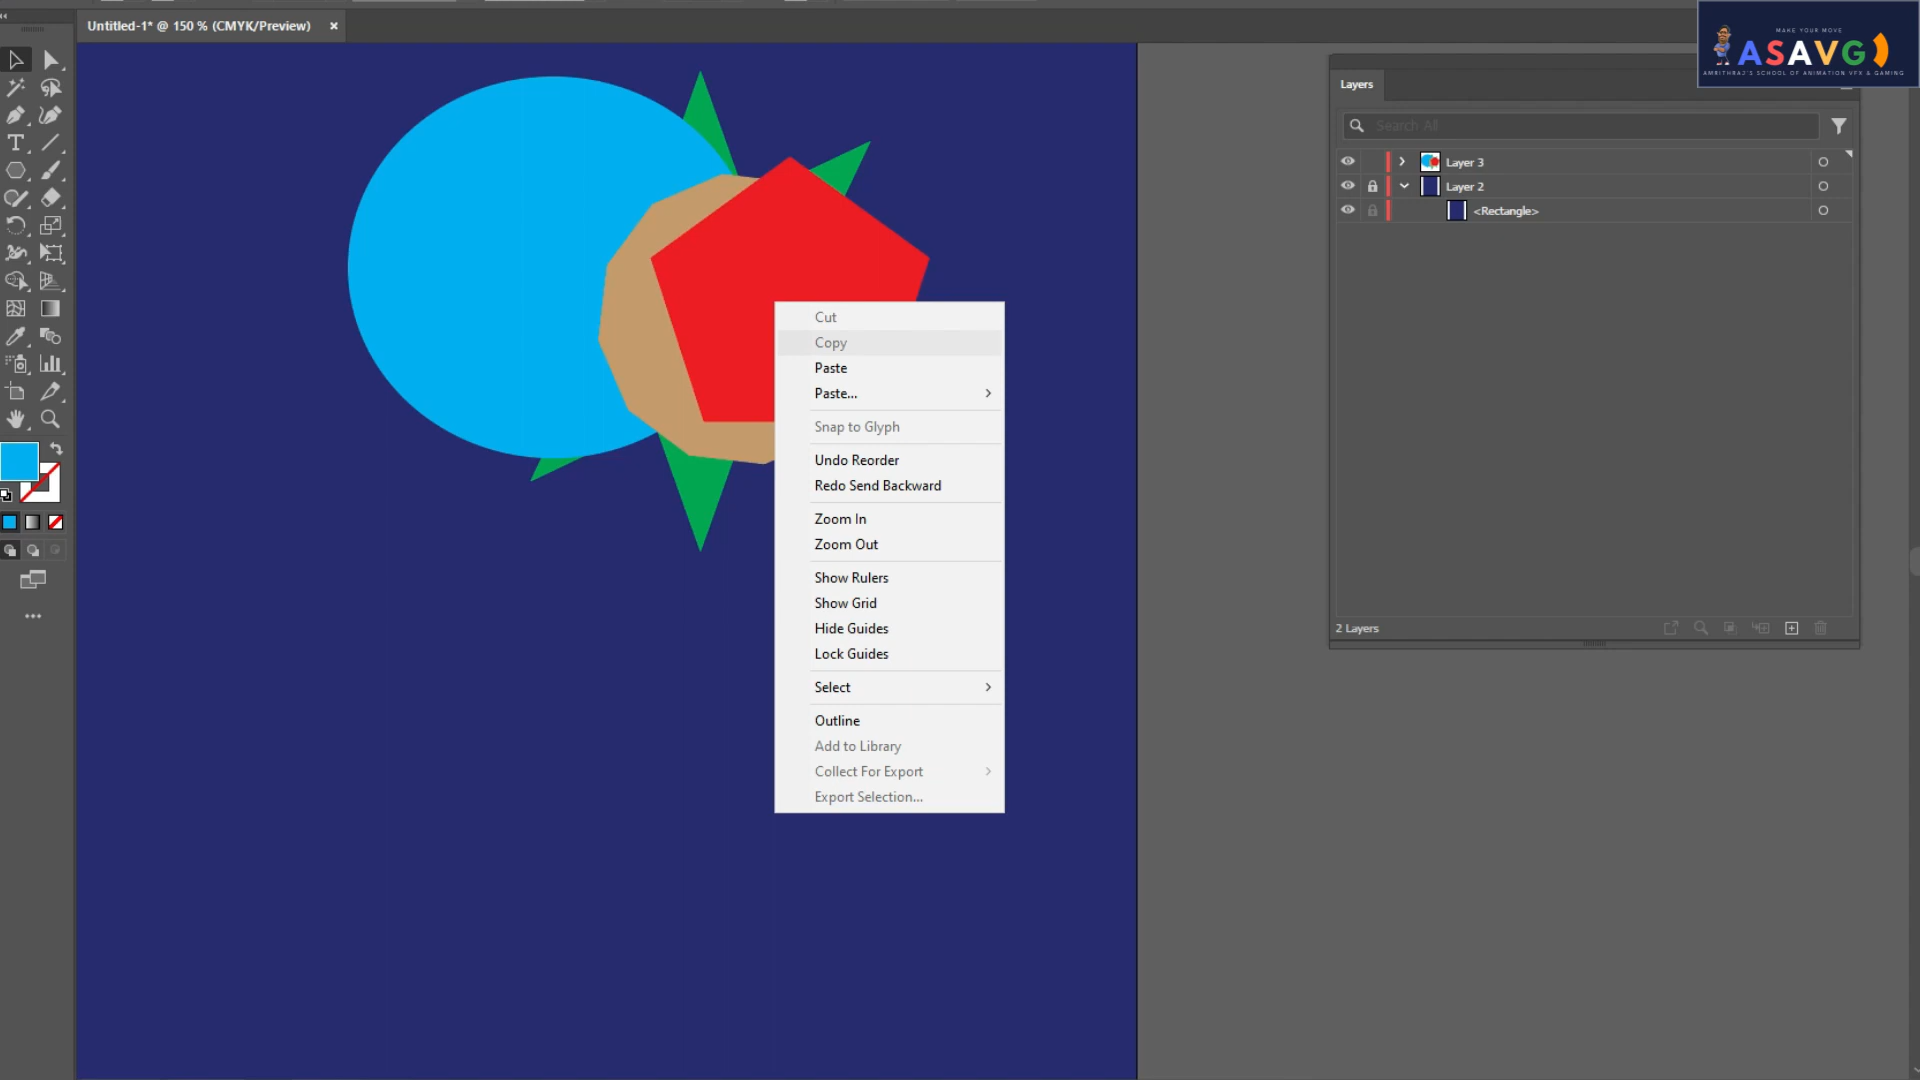 Untitled-1* @ 150 % (CMYK/Preview) ×
MAKE YOUR MOVE
ASAVG
AMRITHRAJ'S SCHOOL OF ANIMATION VFX & GAMING
Layers
Search All
Layer 3
Layer 2
<Rectangle>
Cut
Copy
Paste
Paste...
Snap to Glyph
Undo Reorder
Redo Send Backward
Zoom In
Zoom Out
Show Rulers
Show Grid
Hide Guides
Lock Guides
Select
Outline
Add to Library
Collect For Export
Export Selection...
2 Layers